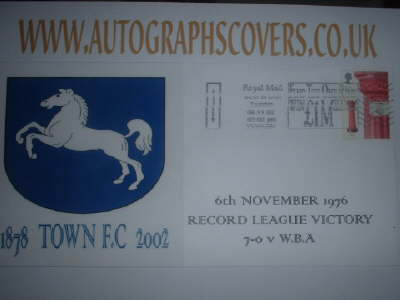 WWW.AUTOGRAPHSCOVERS.CO.UK
Royal Mail
£1M
6th NOVEMBER 1976
RECORD LEAGUE VICTORY
7-0 v W.B.A
1878 TOWN F.C 2002